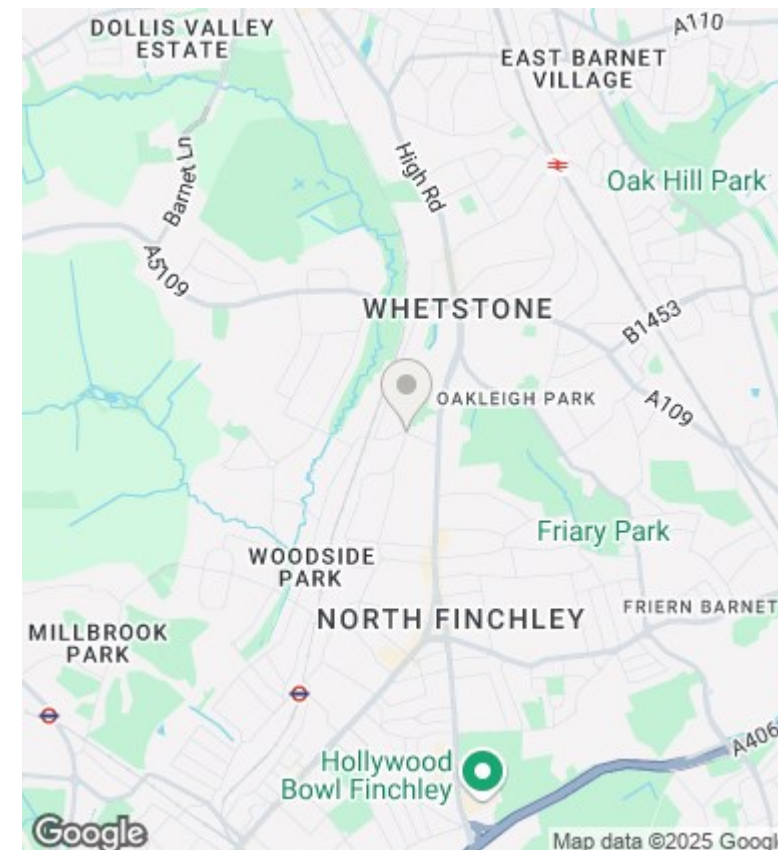 DOLLIS VALLEY
ESTATE
A110
EAST BARNET
VILLAGE
Barnet Ln
High Rd
Oak Hill Park
A5109
WHETSTONE
B1453
OAKLEIGH PARK
A109
Friary Park
WOODSIDE
PARK
FRIERN BARNET
NORTH FINCHLEY
MILLBROOK
PARK
A406
Hollywood
Bowl Finchley
Google
Map data ©2025 Googl